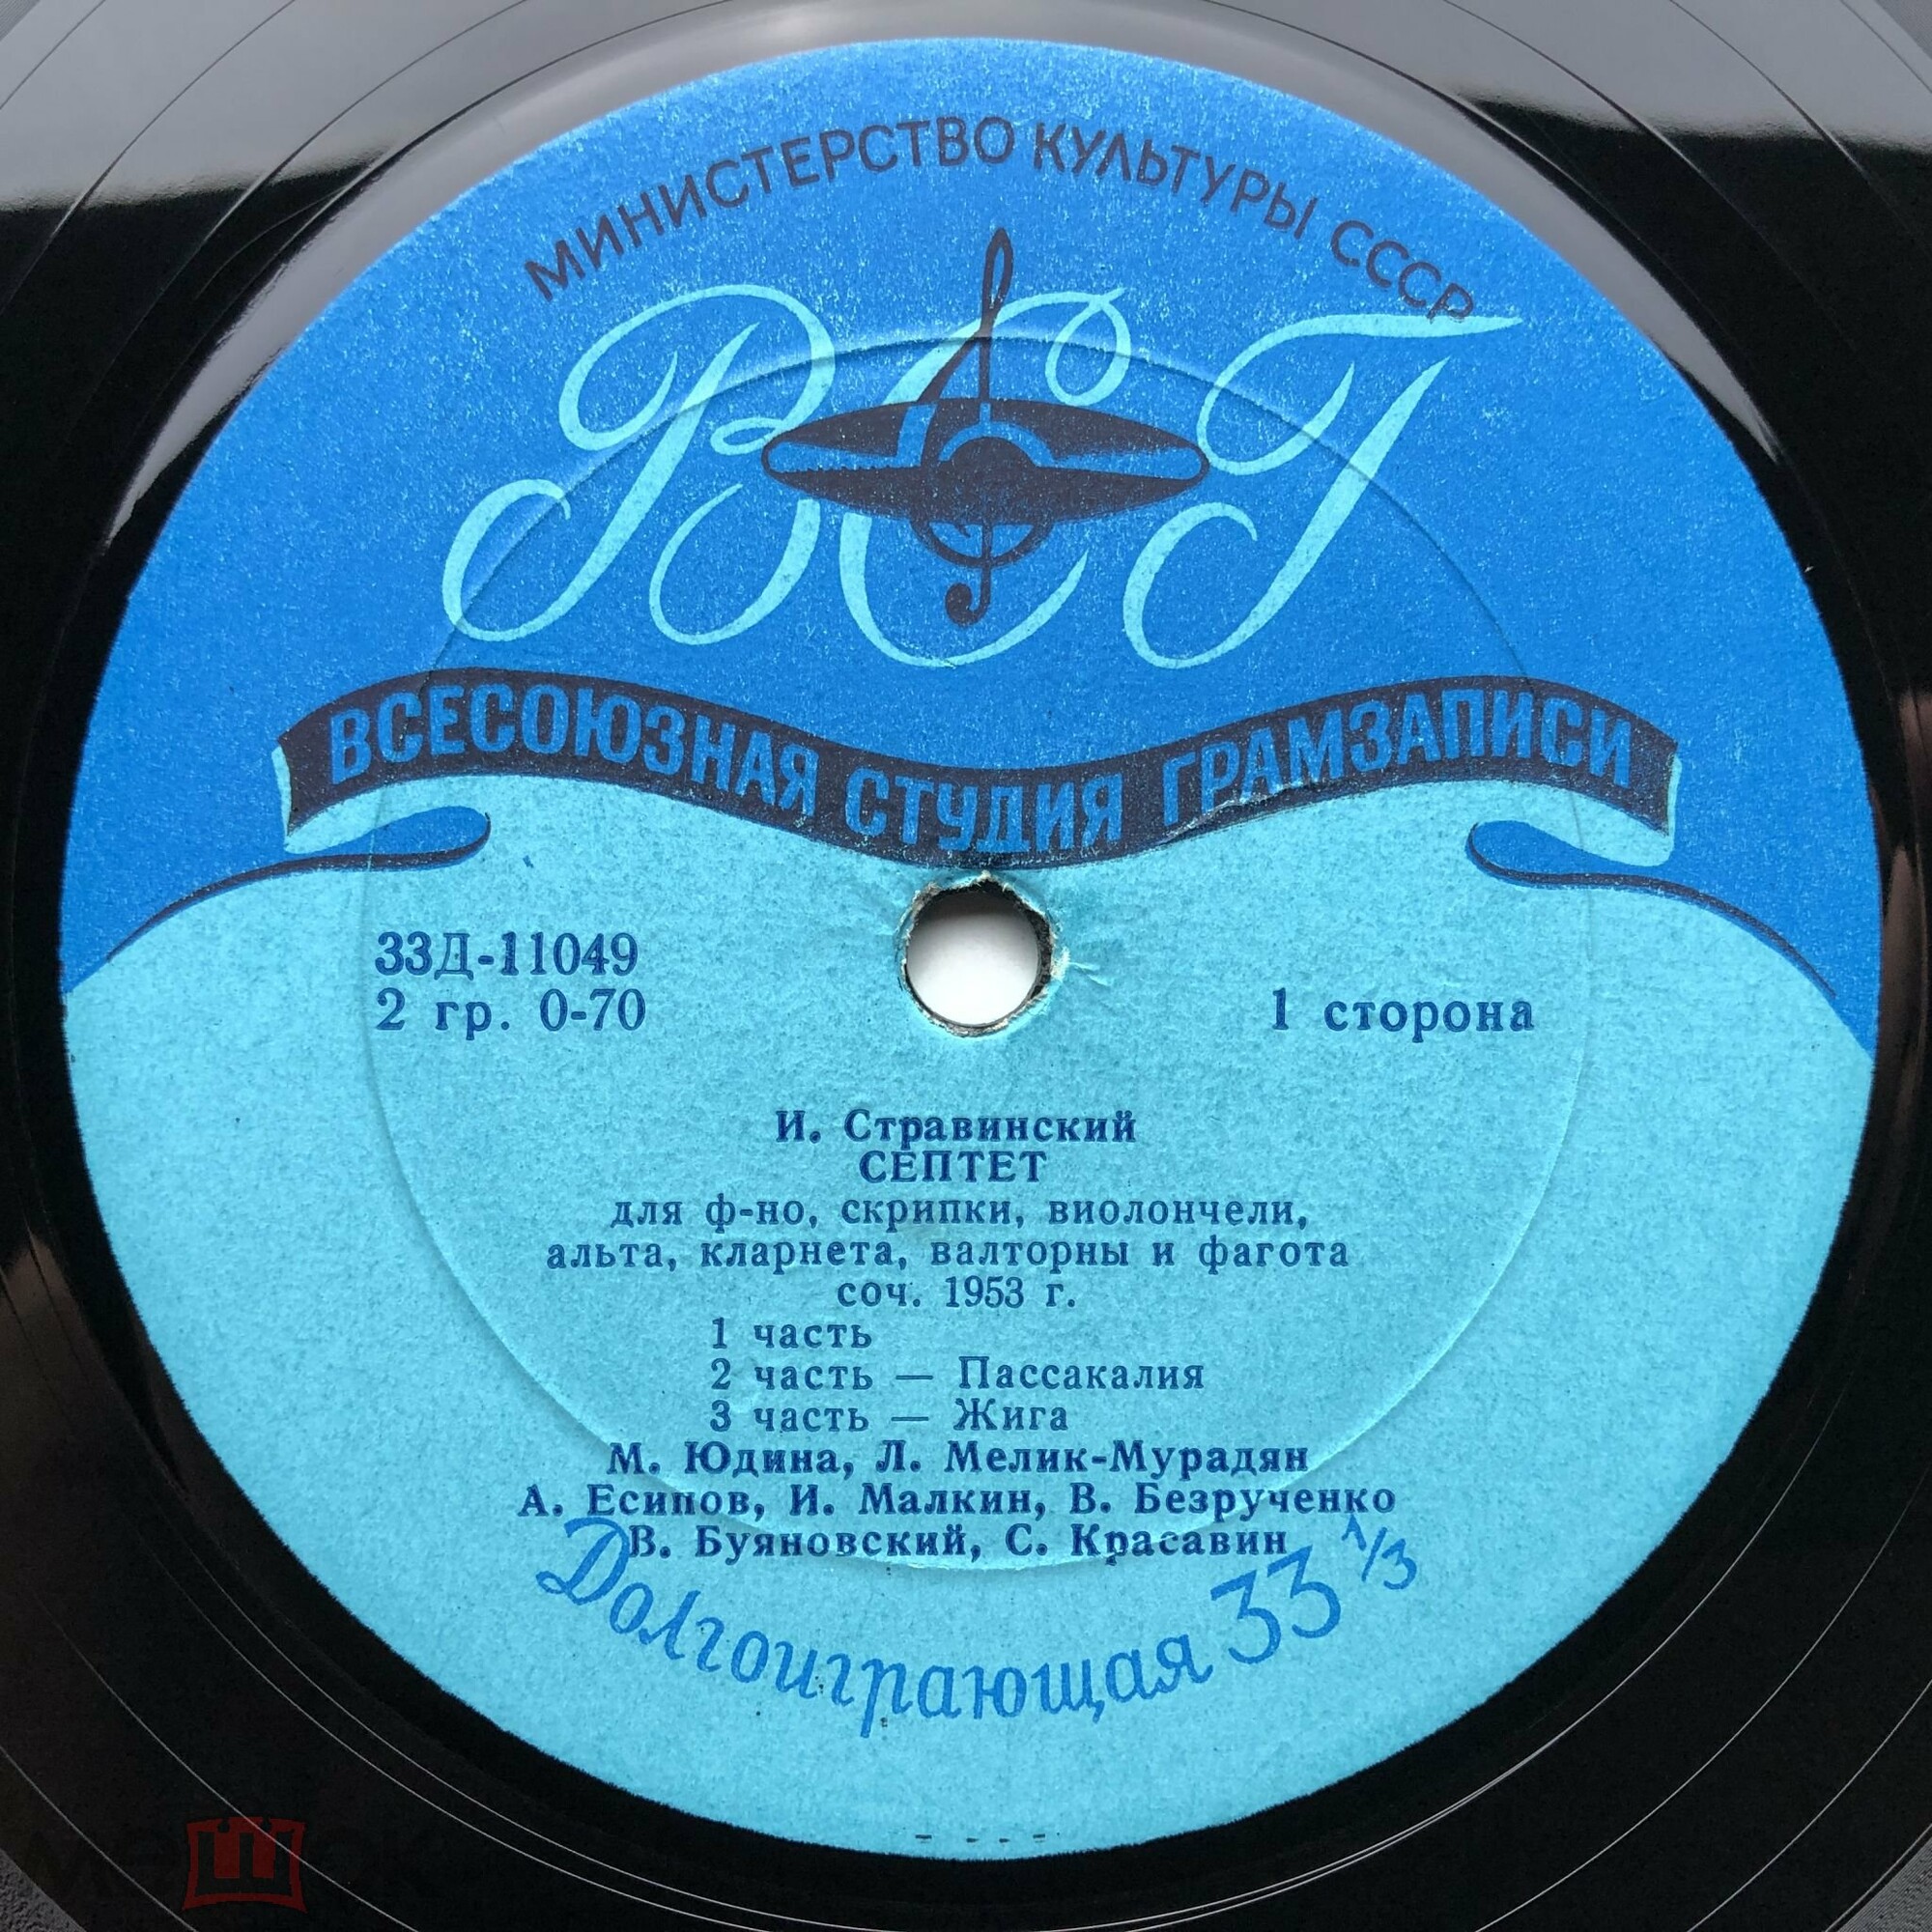 МИНИСТЕРСТВО КУЛЬТУРЫ СССР
ВСГ
ВСЕСОЮЗНАЯ СТУДИЯ ГРАМЗАПИСИ
33Д-11049
2 гр. 0-70
1 сторона
И. Стравинский
СЕПТЕТ
для ф-но, скрипки, виолончели,
альта, кларнета, валторны и фагота
соч. 1953 г.
1 часть
2 часть — Пассакалия
3 часть — Жига
М. Юдина, Л. Мелик-Мурадян
А. Есипов, И. Малкин, В. Безрученко
В. Буяновский, С. Красавин
Долгоиграющая 33 1/3
мешок